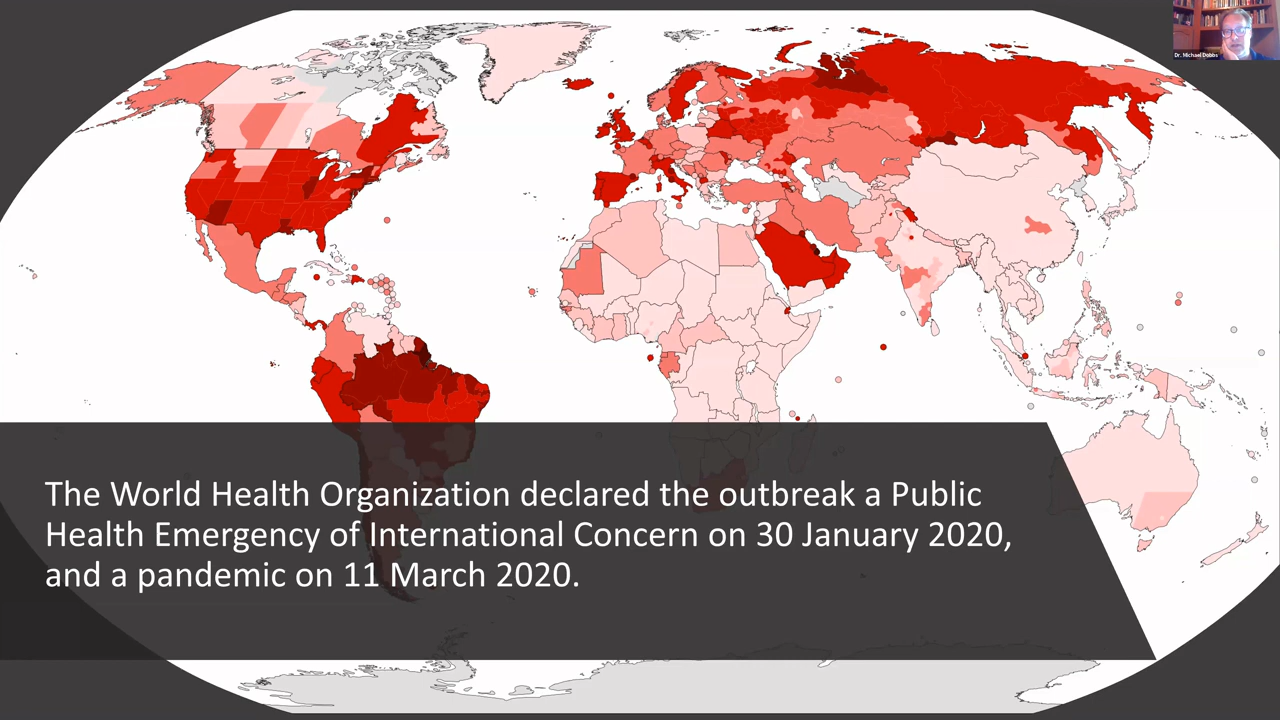 Dr. Michael Dobbs
The World Health Organization declared the outbreak a Public
Health Emergency of International Concern on 30 January 2020,
and a pandemic on 11 March 2020.